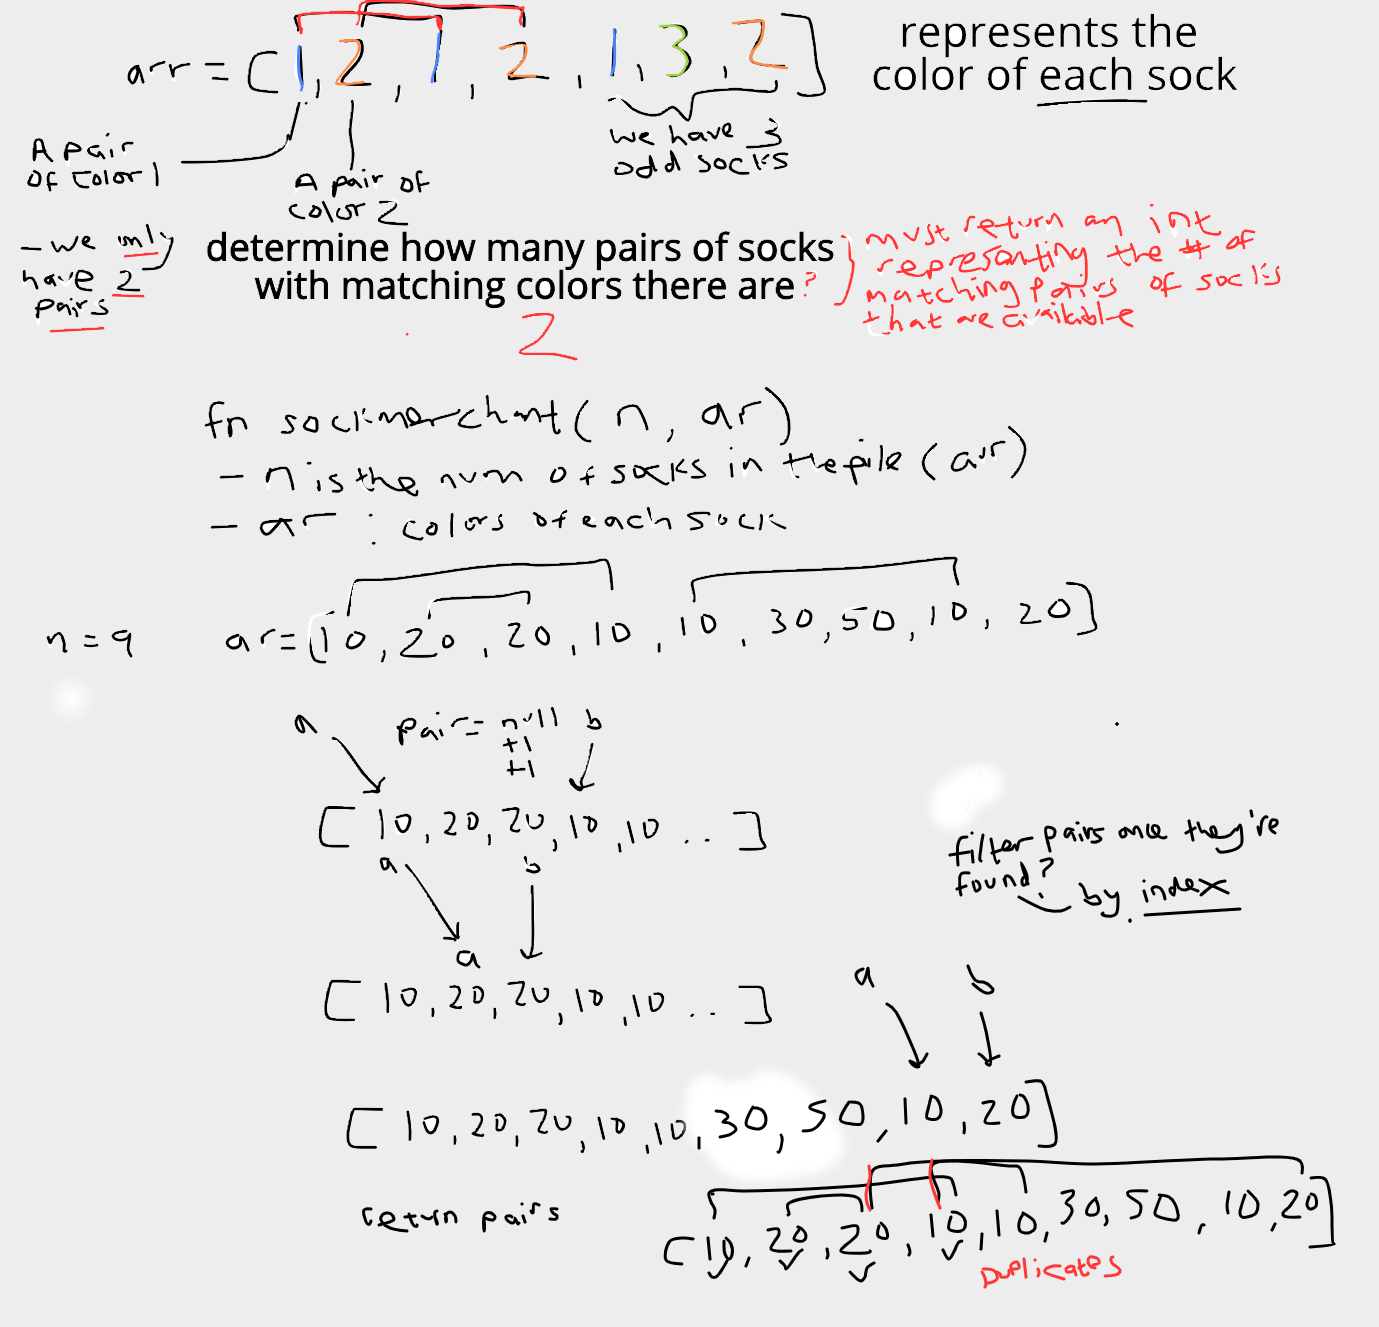 arr = [1, 2, 1, 2, 1, 3, 2]
represents the
color of each sock
A pair
of color 1
A pair of
color 2
we have 3
odd socks
- we only
have 2
pairs
determine how many pairs of socks
with matching colors there are?
2
must return an int
representing the # of
matching pairs of socks
that are available
fn sockmerchant(n, ar)
- n is the num of socks in the pile (arr)
- ar : colors of each sock
n = 9
ar = [10, 20, 20, 10, 10, 30, 50, 10, 20]
a
pair = null
+1
+1
b
[10, 20, 20, 10, 10 ..]
a
b
a
[10, 20, 20, 10, 10 ...]
filter pairs once they're
found?
by index
a
b
[10, 20, 20, 10, 10, 30, 50, 10, 20]
return pairs
[10, 20, 20, 10, 10, 30, 50, 10, 20]
Duplicates